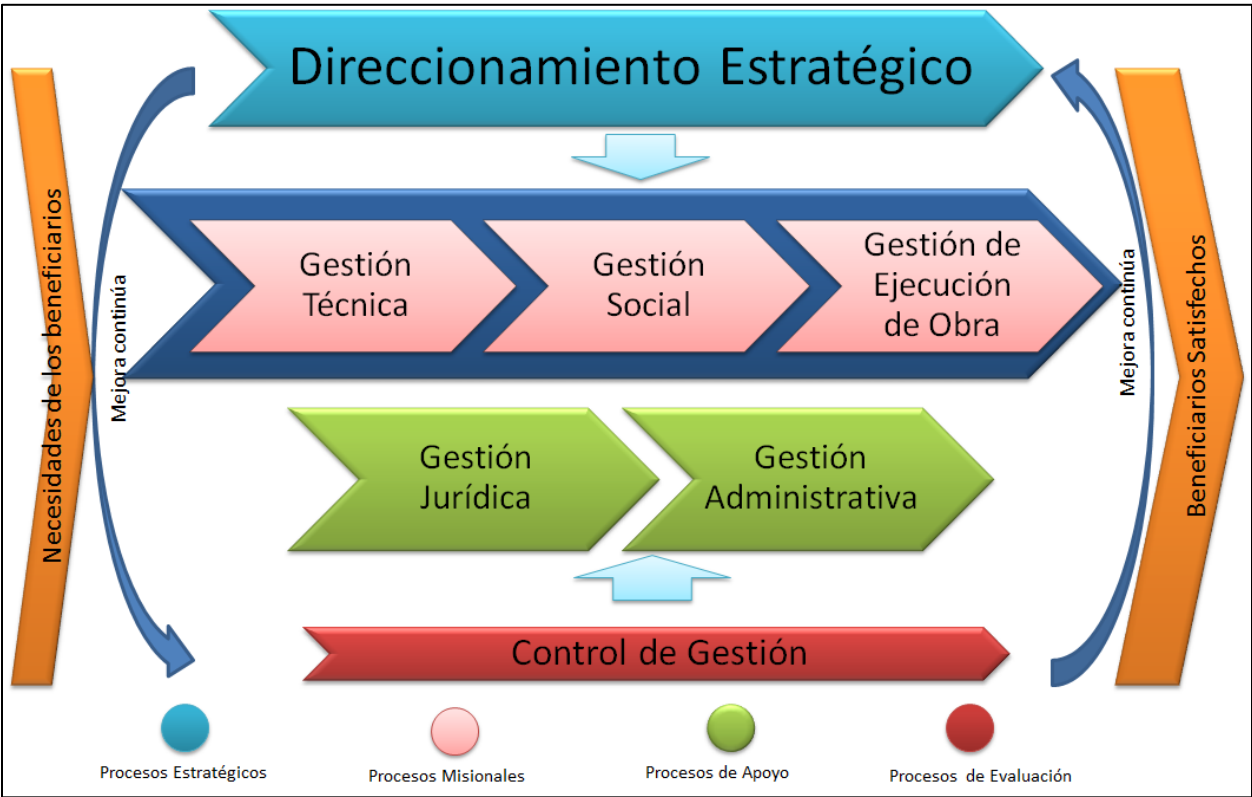 Direccionamiento Estratégico
Necesidades de los beneficiarios
Mejora continúa
Gestión
Técnica
Gestión
Social
Gestión de
Ejecución
de Obra
Mejora continúa
Beneficiarios Satisfechos
Gestión
Jurídica
Gestión
Administrativa
Control de Gestión
Procesos Estratégicos
Procesos Misionales
Procesos de Apoyo
Procesos de Evaluación